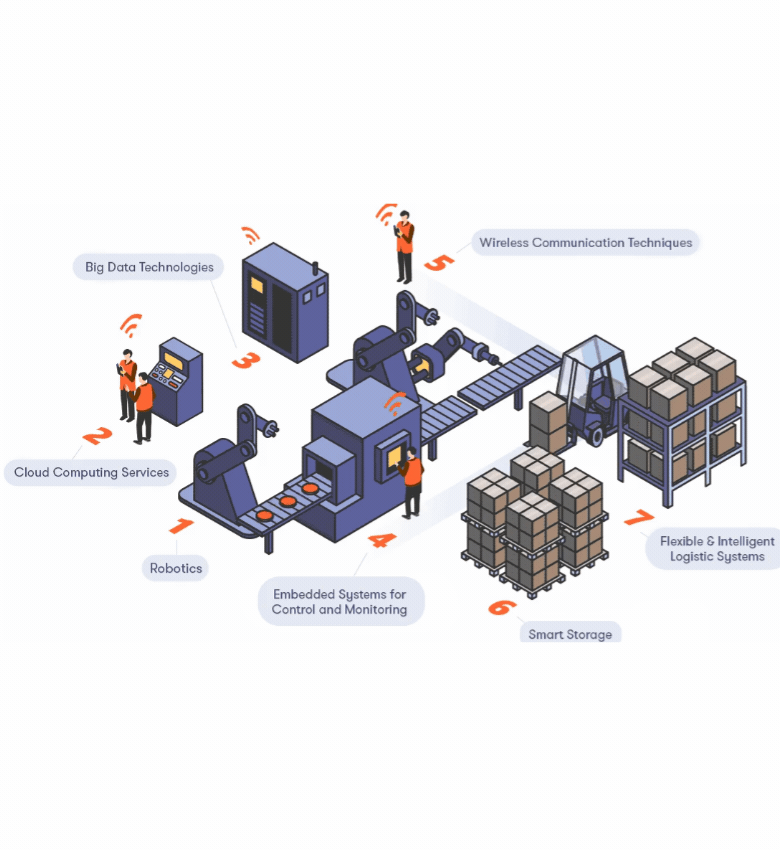 5
Wireless Communication Techniques
Big Data Technologies
3
2
Cloud Computing Services
1
Robotics
4
Embedded Systems for
Control and Monitoring
7
Flexible & Intelligent
Logistic Systems
6
Smart Storage